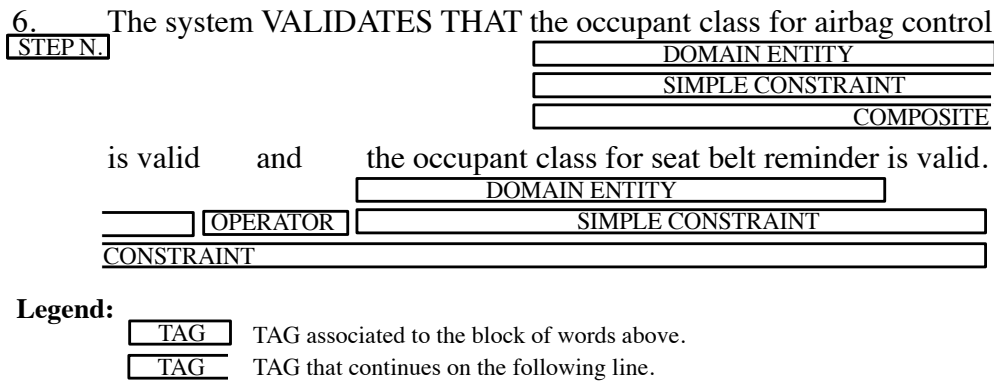 6. The system VALIDATES THAT the occupant class for airbag control
STEP N.
DOMAIN ENTITY
SIMPLE CONSTRAINT
COMPOSITE
is valid and the occupant class for seat belt reminder is valid.
DOMAIN ENTITY
OPERATOR SIMPLE CONSTRAINT
CONSTRAINT
Legend:
TAG TAG associated to the block of words above.
TAG TAG that continues on the following line.